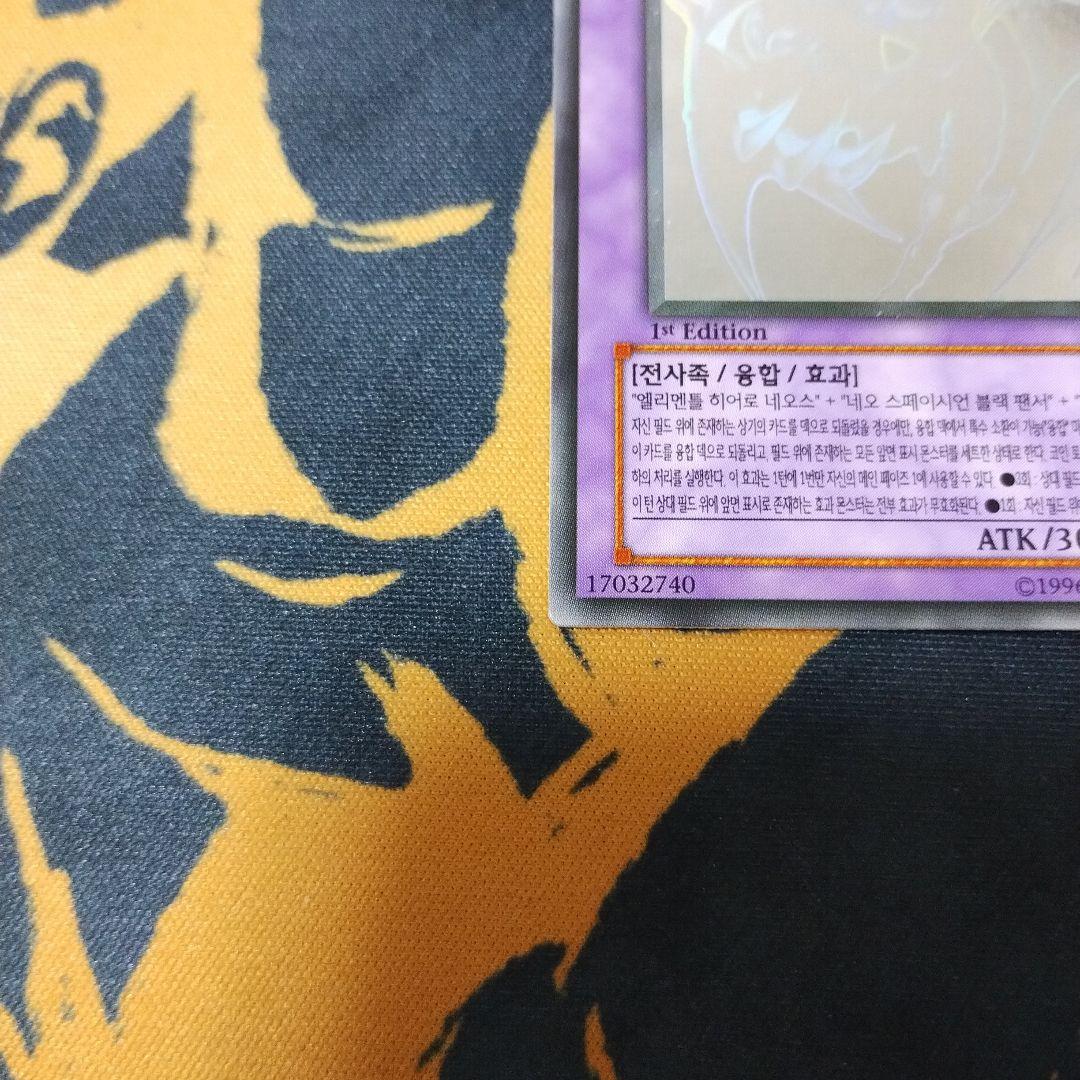 1st Edition
[전사족 / 융합 / 효과]
"엘리멘틀 히어로 네오스" + "네오 스페이시언 블랙 팬서" + "
자신 필드 위에 존재하는 상기의 카드를 덱으로 되돌렸을 경우에만, 융합 덱에서 특수 소환이 가능("융합"
이 카드를 융합 덱으로 되돌리고, 필드 위에 존재하는 모든 앞면 표시 몬스터를 세트한 상태로 한다. 코인 토
하의 처리를 실행한다. 이 효과는 1턴에 1번만 자신의 메인 페이즈 1에 사용할 수 있다. ●3회 : 상대 필드
이 턴 상대 필드 위에 앞면 표시로 존재하는 효과 몬스터는 전부 효과가 무효화된다. ●1회 : 자신 필드
ATK/30
17032740 ©1996